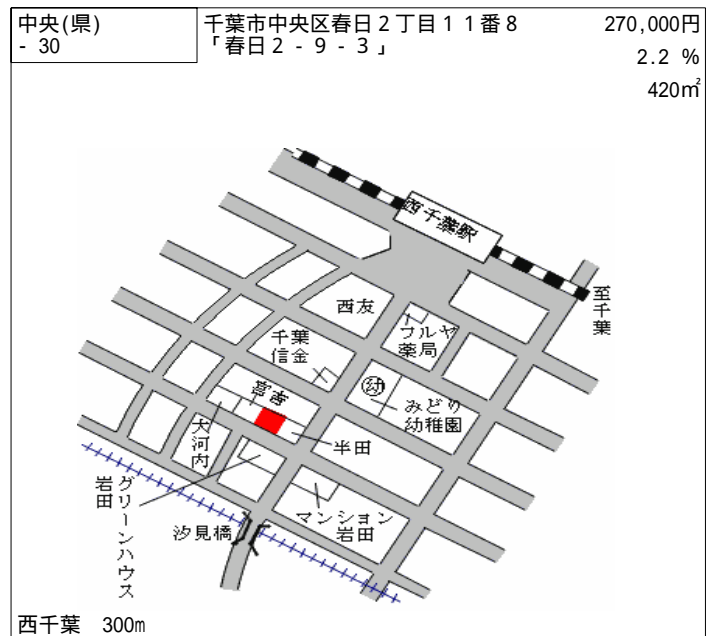 中央(県)
- 30
千葉市中央区春日2丁目11番8
「春日2-9-3」
270,000円
2.2 %
420㎡
西千葉駅
至千葉
西友
フルヤ
薬局
千葉
信金
幼
みどり
幼稚園
宮吉
大河内
半田
グリーンハウス
岩田
汐見橋
マンション
岩田
西千葉 300m